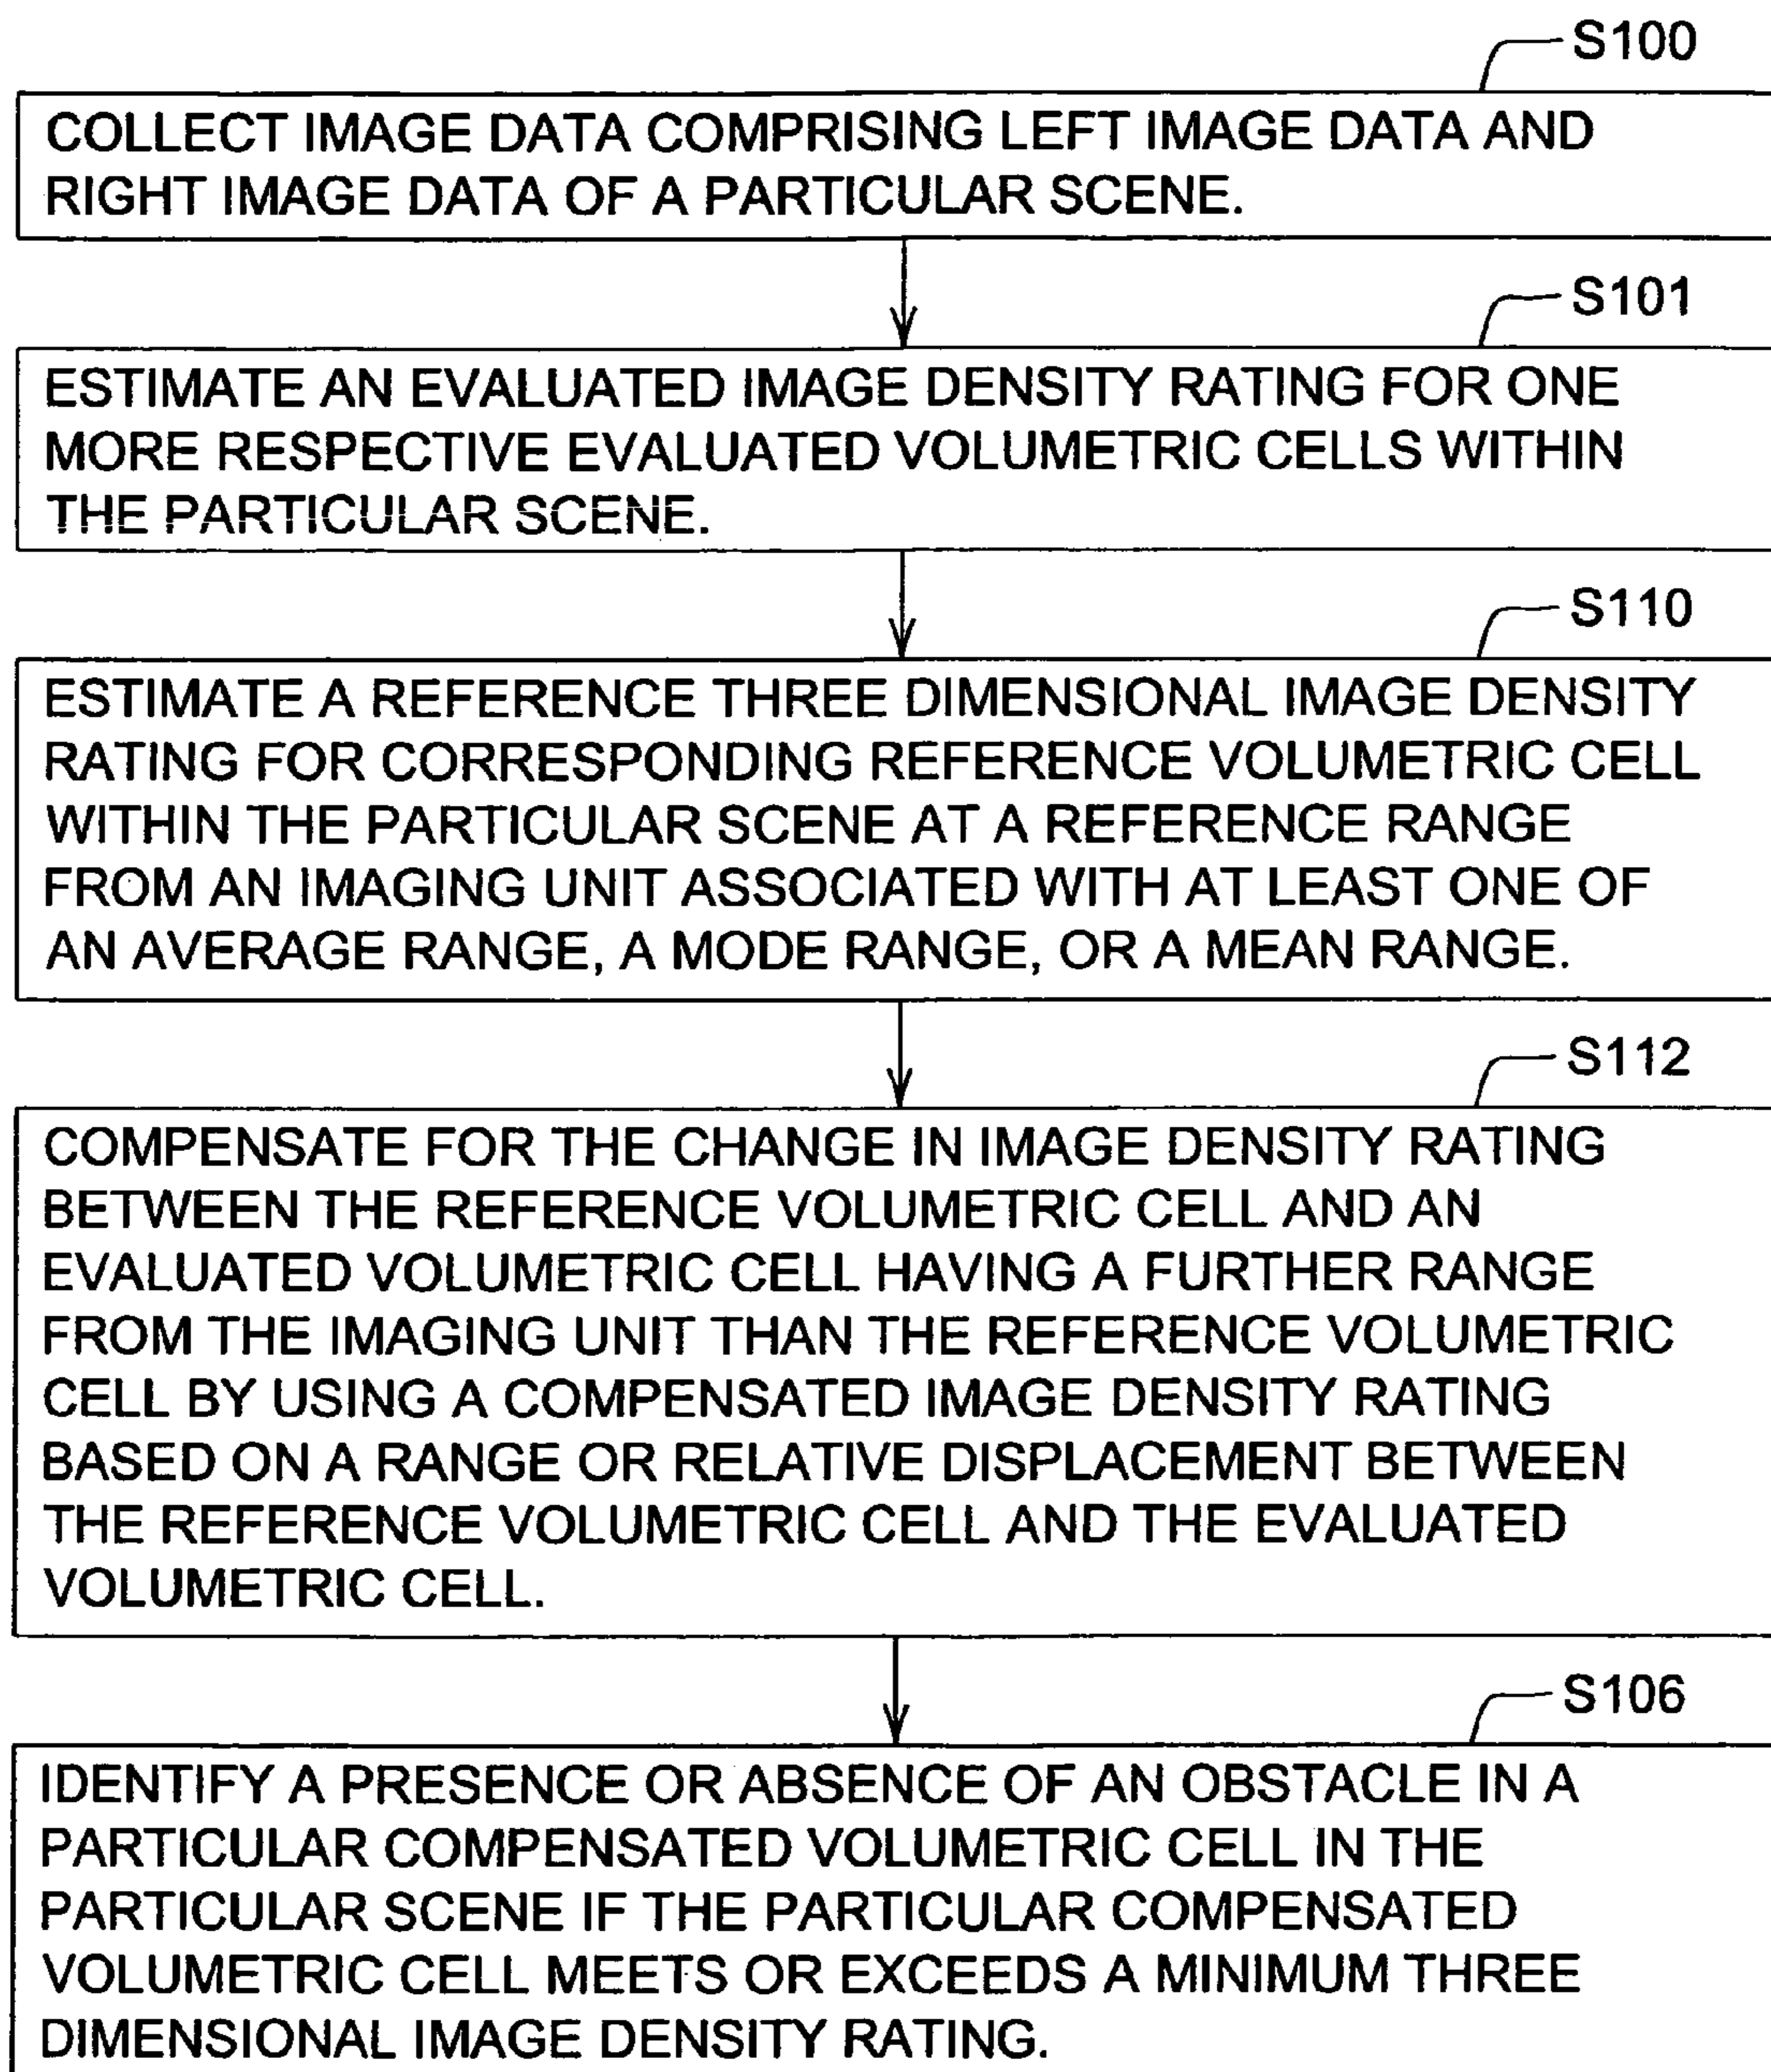 S100
COLLECT IMAGE DATA COMPRISING LEFT IMAGE DATA AND
RIGHT IMAGE DATA OF A PARTICULAR SCENE.
S101
ESTIMATE AN EVALUATED IMAGE DENSITY RATING FOR ONE
MORE RESPECTIVE EVALUATED VOLUMETRIC CELLS WITHIN
THE PARTICULAR SCENE.
S110
ESTIMATE A REFERENCE THREE DIMENSIONAL IMAGE DENSITY
RATING FOR CORRESPONDING REFERENCE VOLUMETRIC CELL
WITHIN THE PARTICULAR SCENE AT A REFERENCE RANGE
FROM AN IMAGING UNIT ASSOCIATED WITH AT LEAST ONE OF
AN AVERAGE RANGE, A MODE RANGE, OR A MEAN RANGE.
S112
COMPENSATE FOR THE CHANGE IN IMAGE DENSITY RATING
BETWEEN THE REFERENCE VOLUMETRIC CELL AND AN
EVALUATED VOLUMETRIC CELL HAVING A FURTHER RANGE
FROM THE IMAGING UNIT THAN THE REFERENCE VOLUMETRIC
CELL BY USING A COMPENSATED IMAGE DENSITY RATING
BASED ON A RANGE OR RELATIVE DISPLACEMENT BETWEEN
THE REFERENCE VOLUMETRIC CELL AND THE EVALUATED
VOLUMETRIC CELL.
S106
IDENTIFY A PRESENCE OR ABSENCE OF AN OBSTACLE IN A
PARTICULAR COMPENSATED VOLUMETRIC CELL IN THE
PARTICULAR SCENE IF THE PARTICULAR COMPENSATED
VOLUMETRIC CELL MEETS OR EXCEEDS A MINIMUM THREE
DIMENSIONAL IMAGE DENSITY RATING.